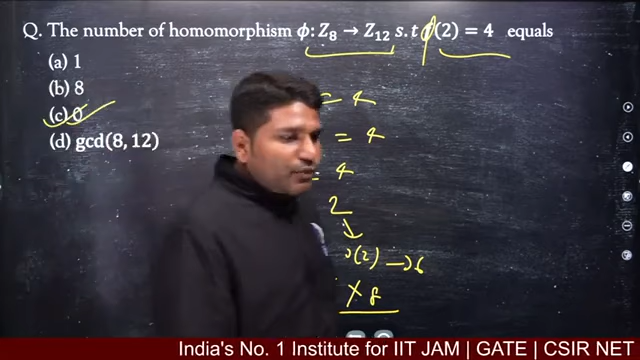 Q. The number of homomorphism ϕ: Z₈ → Z₁₂ s.t ϕ(2) = 4 equals
(a) 1
(b) 8
(c) 0
(d) gcd(8, 12)
= 4
= 4
= 4
2
↓
(2) → 6
X 8
India's No. 1 Institute for IIT JAM | GATE | CSIR NET